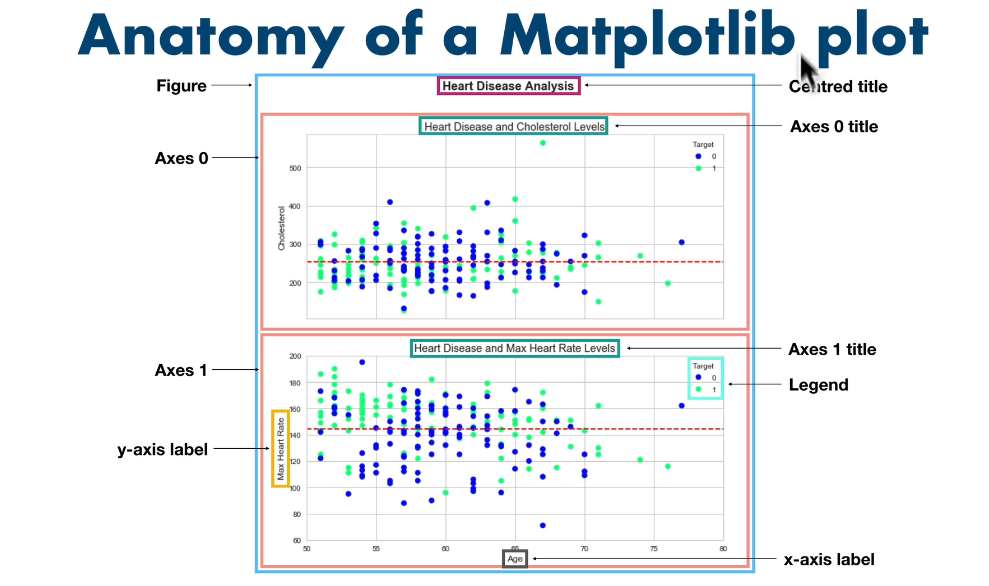 Anatomy of a Matplotlib plot
Figure
Heart Disease Analysis
Centred title
Heart Disease and Cholesterol Levels
Axes 0 title
Axes 0
Target
0
1
500
400
300
200
Cholesterol
Heart Disease and Max Heart Rate Levels
Axes 1 title
Axes 1
Target
0
1
Legend
200
180
160
140
120
100
80
60
Max Heart Rate
y-axis label
50 55 60 65 70 75 80
Age
x-axis label